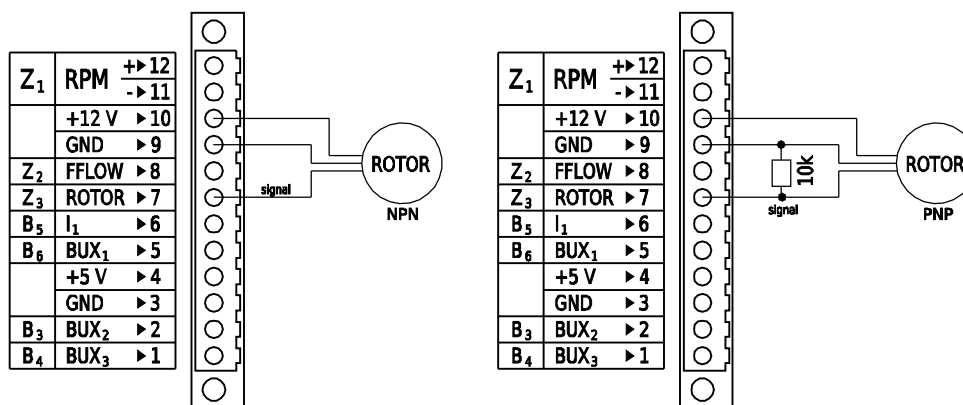 Z1 RPM +▸12
-▸11
+12 V ▸10
GND ▸9
Z2 FFLOW ▸8
Z3 ROTOR ▸7
B5 I1 ▸6
B6 BUX1 ▸5
+5 V ▸4
GND ▸3
B3 BUX2 ▸2
B4 BUX3 ▸1
signal
ROTOR
NPN
Z1 RPM +▸12
-▸11
+12 V ▸10
GND ▸9
Z2 FFLOW ▸8
Z3 ROTOR ▸7
B5 I1 ▸6
B6 BUX1 ▸5
+5 V ▸4
GND ▸3
B3 BUX2 ▸2
B4 BUX3 ▸1
10k
signal
ROTOR
PNP